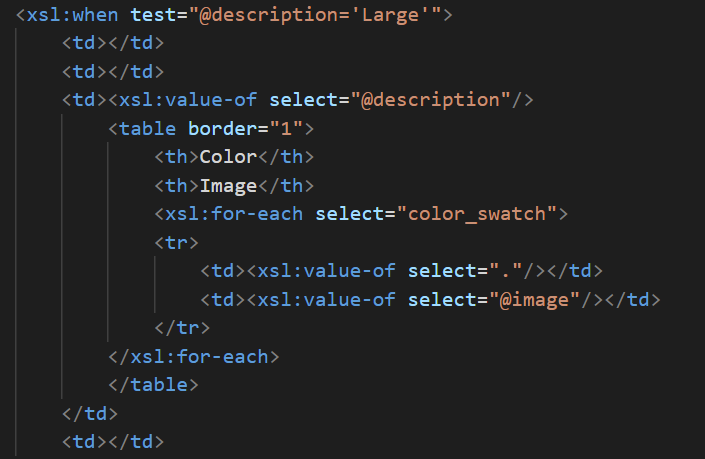 <xsl:when test="@description='Large'">
<td></td>
<td></td>
<td><xsl:value-of select="@description"/>
<table border="1">
<th>Color</th>
<th>Image</th>
<xsl:for-each select="color_swatch">
<tr>
<td><xsl:value-of select="."/></td>
<td><xsl:value-of select="@image"/></td>
</tr>
</xsl:for-each>
</table>
</td>
<td></td>